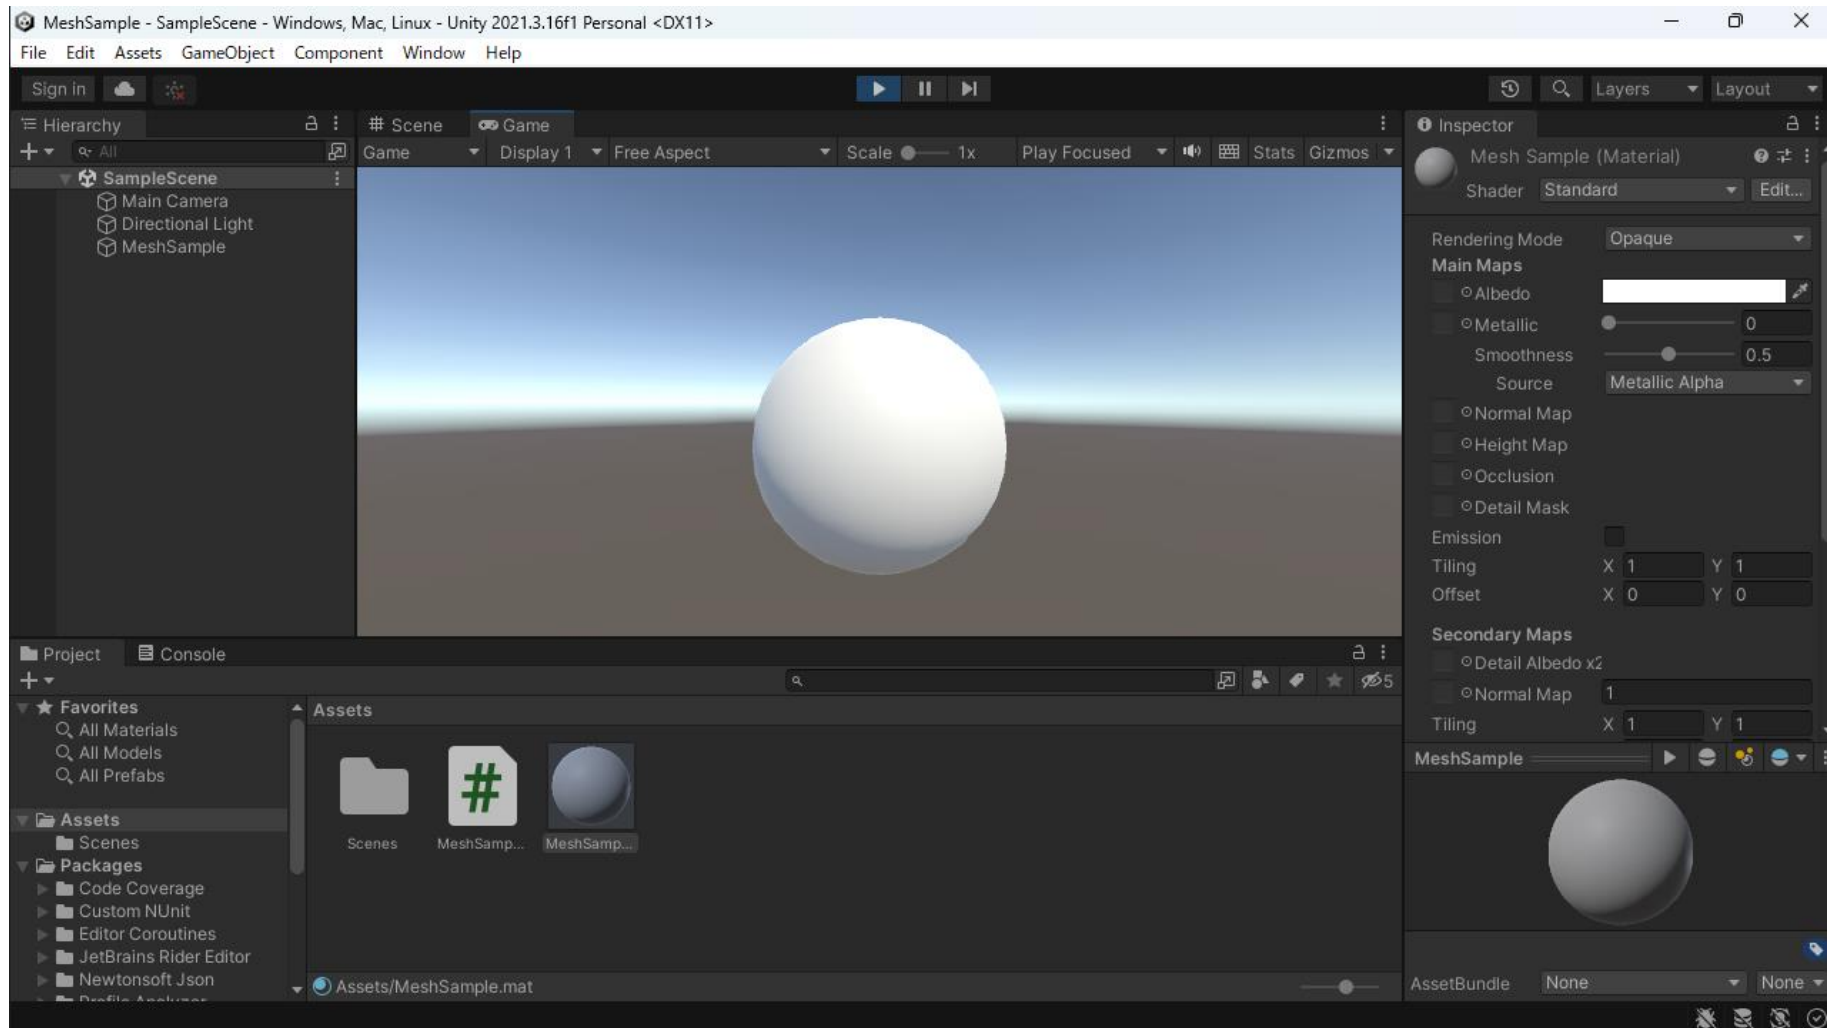 MeshSample - SampleScene - Windows, Mac, Linux - Unity 2021.3.16f1 Personal <DX11>
File Edit Assets GameObject Component Window Help
Sign in
Layers
Layout
Hierarchy
All
SampleScene
Main Camera
Directional Light
MeshSample
Scene
Game
Game
Display 1
Free Aspect
Scale
1x
Play Focused
Stats
Gizmos
Inspector
Mesh Sample (Material)
Shader Standard Edit...
Rendering Mode Opaque
Main Maps
Albedo
Metallic 0
Smoothness 0.5
Source Metallic Alpha
Normal Map
Height Map
Occlusion
Detail Mask
Emission
Tiling X 1 Y 1
Offset X 0 Y 0
Secondary Maps
Detail Albedo x2
Normal Map 1
Tiling X 1 Y 1
MeshSample
AssetBundle None None
Project
Console
5
Favorites
All Materials
All Models
All Prefabs
Assets
Scenes
Packages
Code Coverage
Custom NUnit
Editor Coroutines
JetBrains Rider Editor
Newtonsoft Json
Assets
Scenes
MeshSamp...
MeshSamp...
Assets/MeshSample.mat